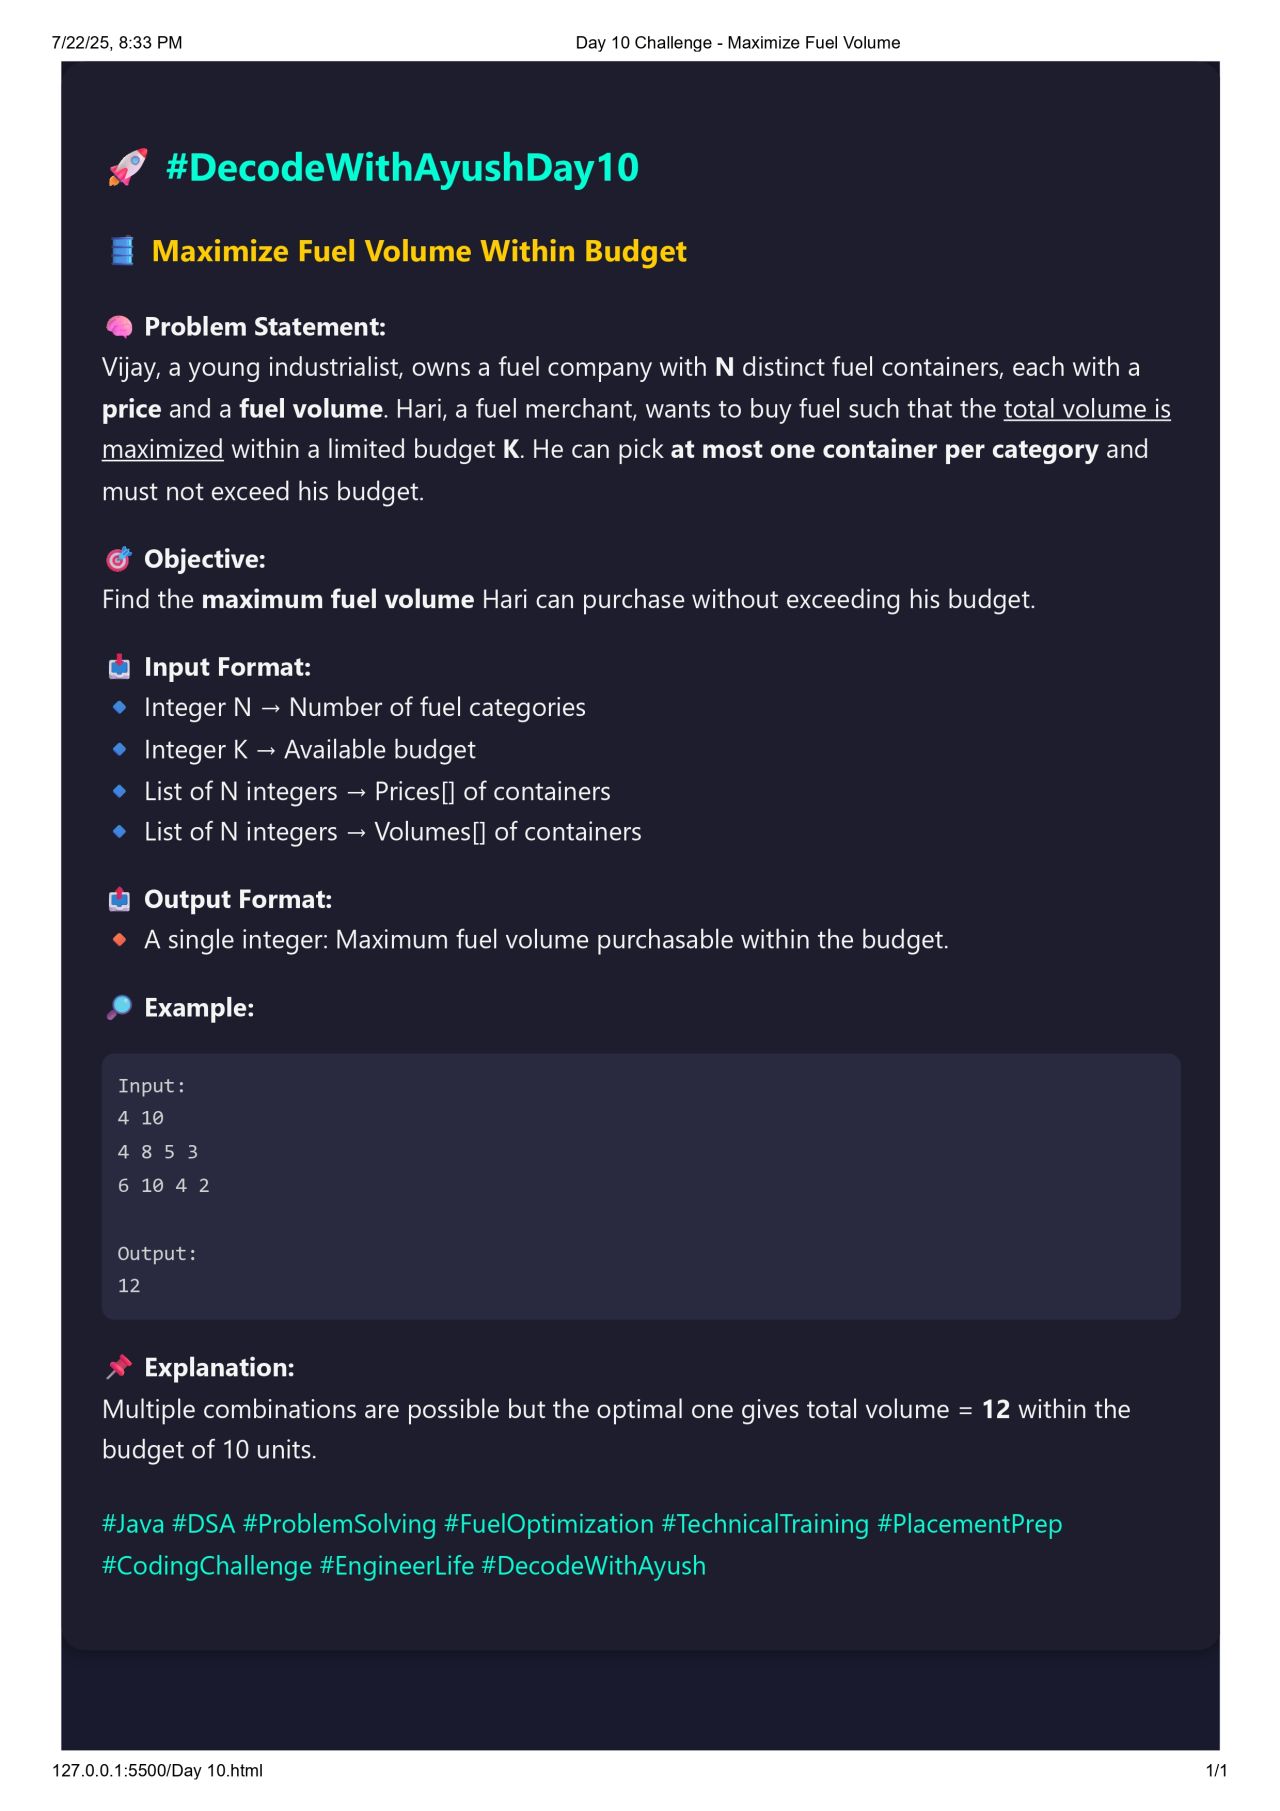 7/22/25, 8:33 PM
Day 10 Challenge - Maximize Fuel Volume
🚀 #DecodeWithAyushDay10
🛢️ Maximize Fuel Volume Within Budget
🧠 Problem Statement:
Vijay, a young industrialist, owns a fuel company with N distinct fuel containers, each with a
price and a fuel volume. Hari, a fuel merchant, wants to buy fuel such that the total volume is
maximized within a limited budget K. He can pick at most one container per category and
must not exceed his budget.
🎯 Objective:
Find the maximum fuel volume Hari can purchase without exceeding his budget.
📥 Input Format:
🔹 Integer N → Number of fuel categories
🔹 Integer K → Available budget
🔹 List of N integers → Prices[] of containers
🔹 List of N integers → Volumes[] of containers
📤 Output Format:
🔸 A single integer: Maximum fuel volume purchasable within the budget.
🔎 Example:
Input:
4 10
4 8 5 3
6 10 4 2
Output:
12
📌 Explanation:
Multiple combinations are possible but the optimal one gives total volume = 12 within the
budget of 10 units.
#Java #DSA #ProblemSolving #FuelOptimization #TechnicalTraining #PlacementPrep
#CodingChallenge #EngineerLife #DecodeWithAyush
127.0.0.1:5500/Day 10.html
1/1